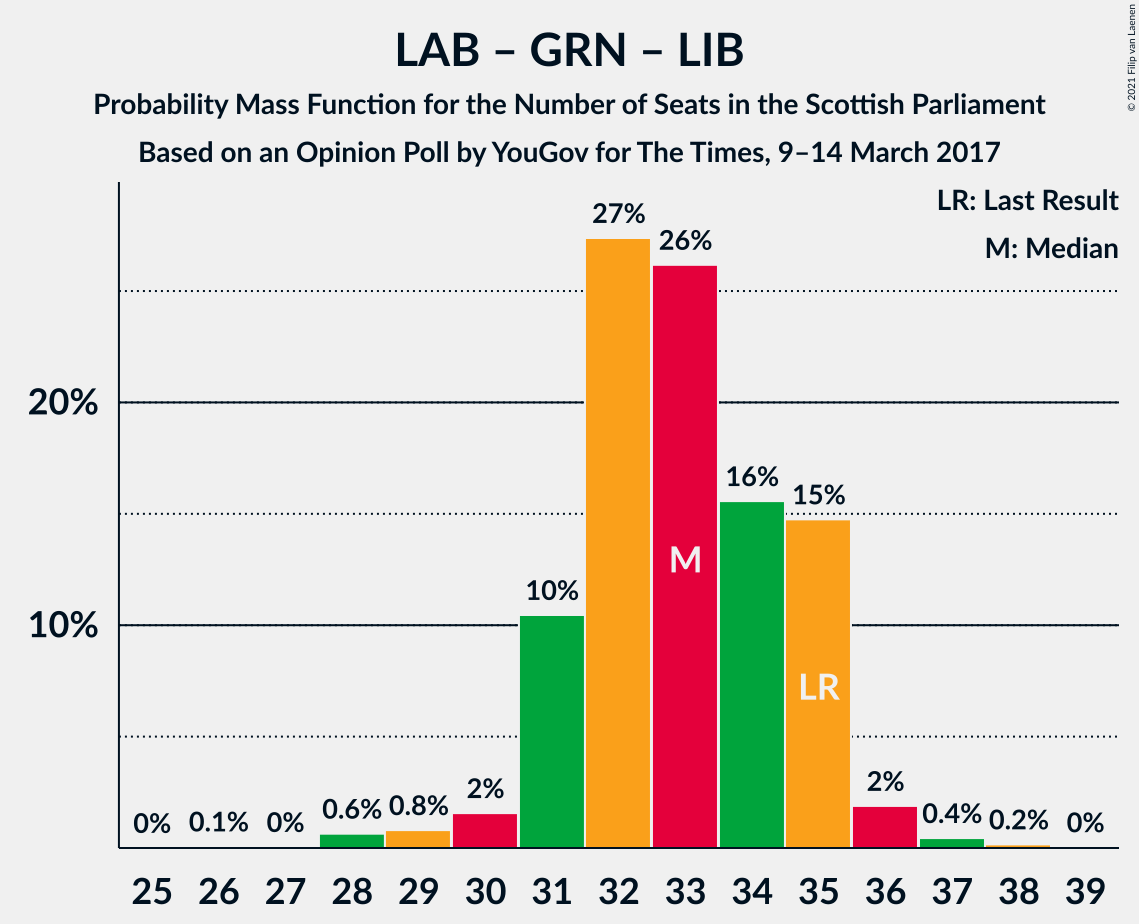 LAB – GRN – LIB
Probability Mass Function for the Number of Seats in the Scottish Parliament
Based on an Opinion Poll by YouGov for The Times, 9–14 March 2017
© 2021 Filip van Laenen
LR: Last Result
M: Median
20%
10%
0%
0.1%
0%
0.6%
0.8%
2%
10%
27%
26%
16%
15%
2%
0.4%
0.2%
0%
M
LR
25 26 27 28 29 30 31 32 33 34 35 36 37 38 39